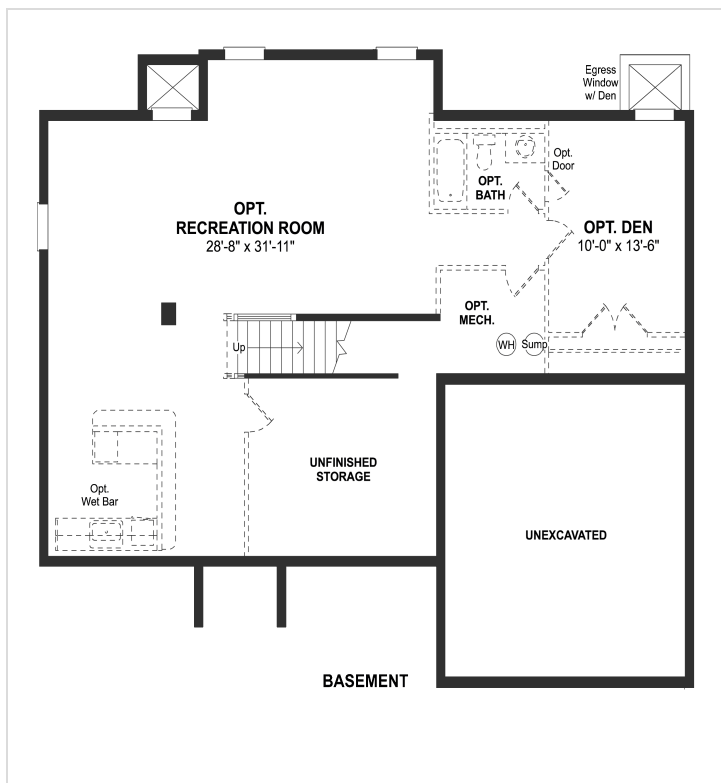 Egress
Window
w/ Den
Opt.
Door
OPT.
BATH
OPT.
RECREATION ROOM
28'-8" x 31'-11"
OPT. DEN
10'-0" x 13'-6"
OPT.
MECH.
WH
Sump
Up
UNFINISHED
STORAGE
Opt.
Wet Bar
UNEXCAVATED
BASEMENT